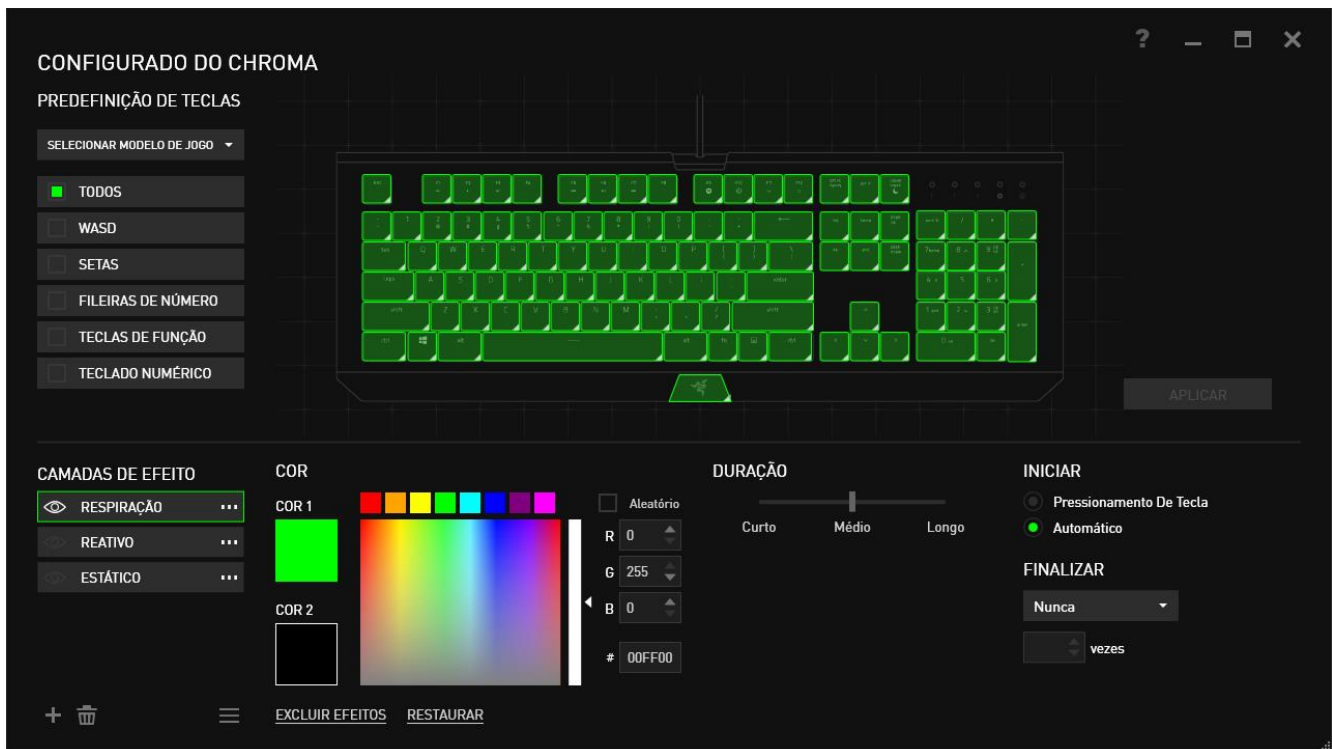 ?
CONFIGURADO DO CHROMA
PREDEFINIÇÃO DE TECLAS
SELECIONAR MODELO DE JOGO
TODOS
WASD
SETAS
FILEIRAS DE NÚMERO
TECLAS DE FUNÇÃO
TECLADO NUMÉRICO
APLICAR
CAMADAS DE EFEITO
RESPIRAÇÃO
REATIVO
ESTÁTICO
COR
COR 1
COR 2
Aleatório
R 0
G 255
B 0
# 00FF00
EXCLUIR EFEITOS RESTAURAR
DURAÇÃO
Curto Médio Longo
INICIAR
Pressionamento De Tecla
Automático
FINALIZAR
Nunca
vezes